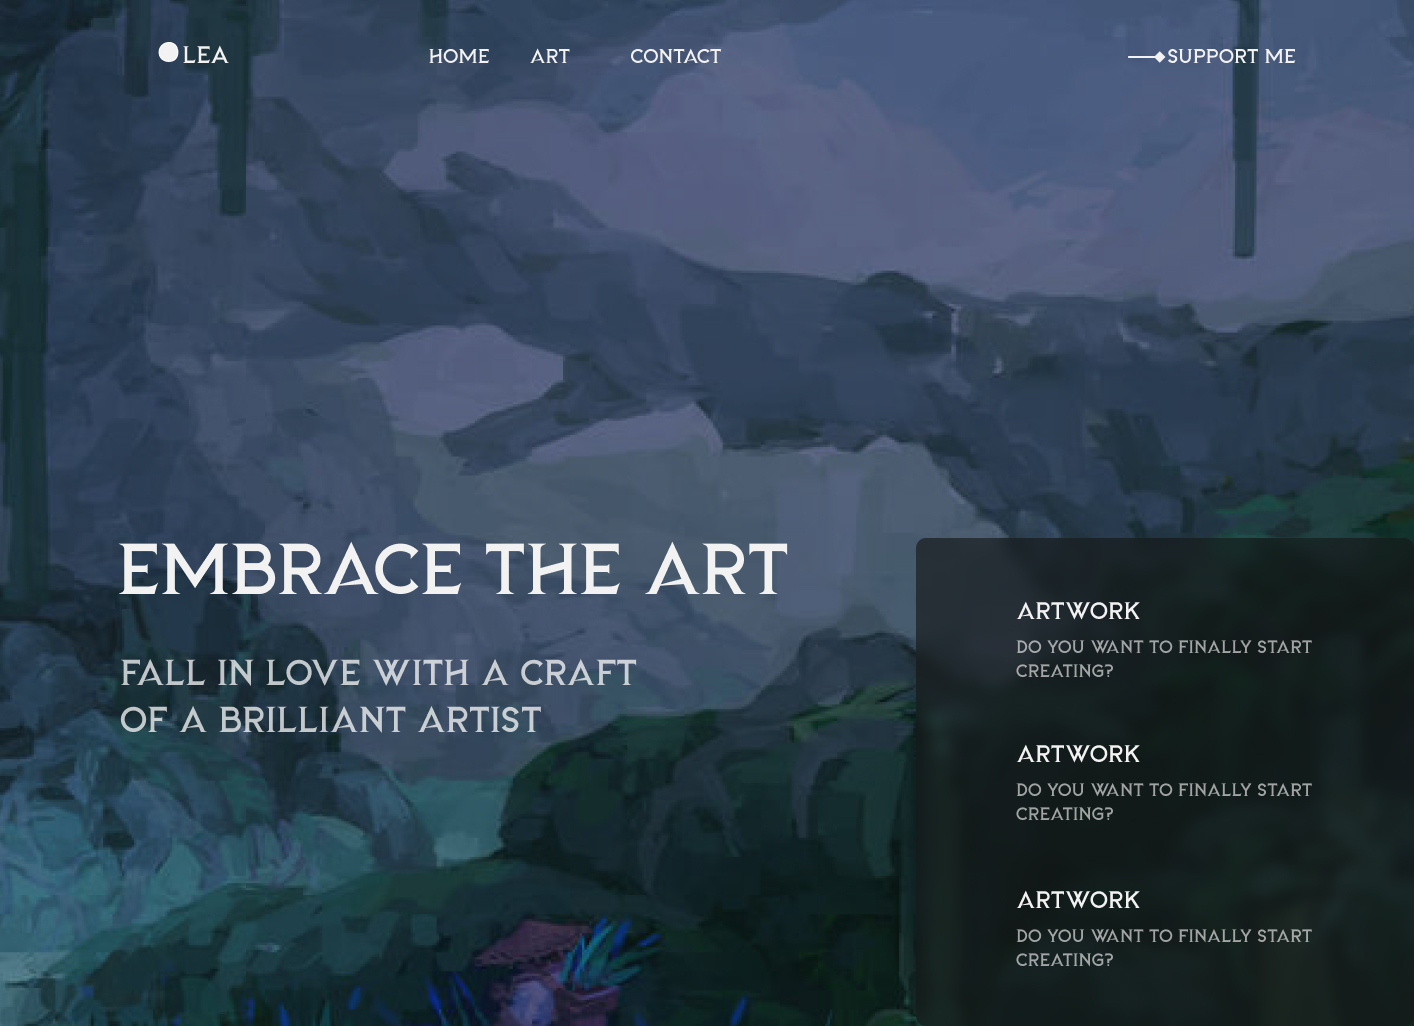 LEA
HOME ART CONTACT
SUPPORT ME
EMBRACE THE ART
FALL IN LOVE WITH A CRAFT
OF A BRILLIANT ARTIST
ARTWORK
DO YOU WANT TO FINALLY START
CREATING?
ARTWORK
DO YOU WANT TO FINALLY START
CREATING?
ARTWORK
DO YOU WANT TO FINALLY START
CREATING?